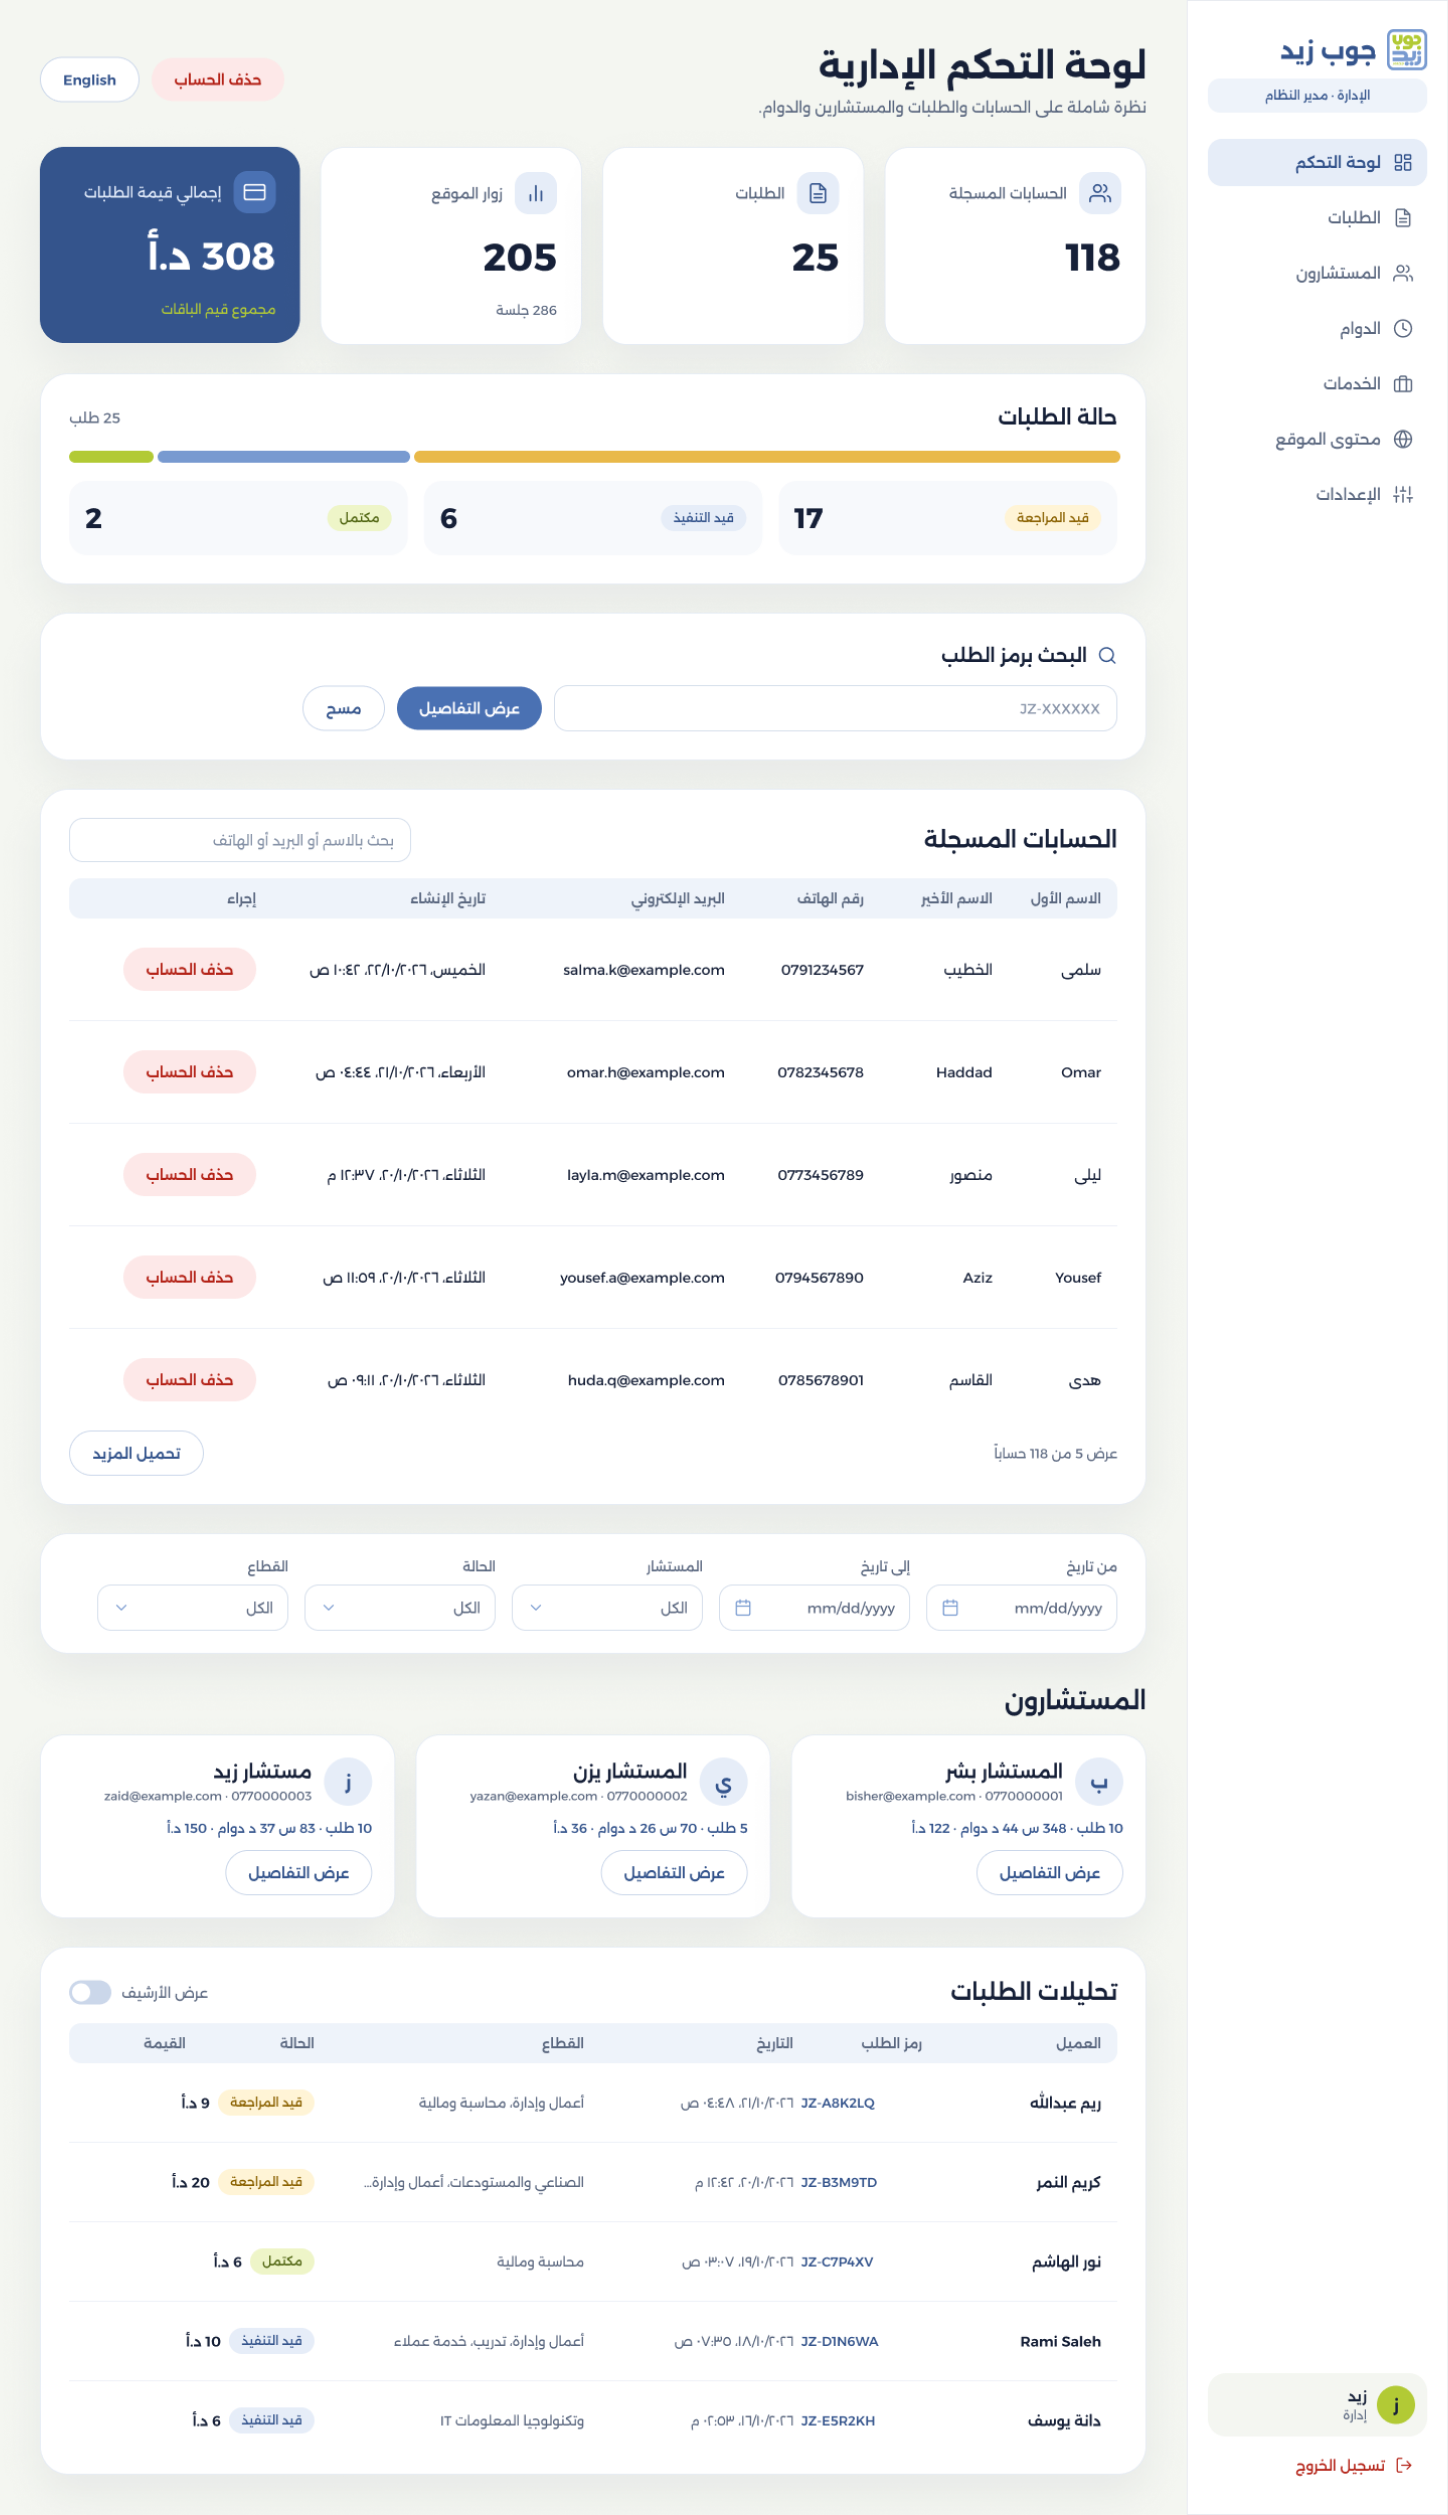 جوب زيد
الإدارة · مدير النظام
لوحة التحكم
الطلبات
المستشارون
الدوام
الخدمات
محتوى الموقع
الإعدادات
زيد
إدارة
تسجيل الخروج
لوحة التحكم الإدارية
نظرة شاملة على الحسابات والطلبات والمستشارين والدوام.
حذف الحساب
English
الحسابات المسجلة
118
الطلبات
25
زوار الموقع
205
286 جلسة
إجمالي قيمة الطلبات
308 د.أ
مجموع قيم الباقات
حالة الطلبات
25 طلب
قيد المراجعة 17
قيد التنفيذ 6
مكتمل 2
البحث برمز الطلب
JZ-XXXXXX
عرض التفاصيل
مسح
الحسابات المسجلة
بحث بالاسم أو البريد أو الهاتف
الاسم الأول الاسم الأخير رقم الهاتف البريد الإلكتروني تاريخ الإنشاء إجراء
سلمى الخطيب 0791234567 salma.k@example.com الخميس، ٢٢/١٠/٢٠٢٦، ١٠:٤٢ ص حذف الحساب
Omar Haddad 0782345678 omar.h@example.com الأربعاء، ٢١/١٠/٢٠٢٦، ٠٤:٤٤ ص حذف الحساب
ليلى منصور 0773456789 layla.m@example.com الثلاثاء، ٢٠/١٠/٢٠٢٦، ١٢:٣٧ م حذف الحساب
Yousef Aziz 0794567890 yousef.a@example.com الثلاثاء، ٢٠/١٠/٢٠٢٦، ١١:٥٩ ص حذف الحساب
هدى القاسم 0785678901 huda.q@example.com الثلاثاء، ٢٠/١٠/٢٠٢٦، ٠٩:١١ ص حذف الحساب
عرض 5 من 118 حساباً
تحميل المزيد
من تاريخ إلى تاريخ المستشار الحالة القطاع
mm/dd/yyyy mm/dd/yyyy الكل الكل الكل
المستشارون
ب
المستشار بشر
bisher@example.com · 0770000001
10 طلب · 348 س 44 د دوام · 122 د.أ
عرض التفاصيل
ي
المستشار يزن
yazan@example.com · 0770000002
5 طلب · 70 س 26 د دوام · 36 د.أ
عرض التفاصيل
ز
مستشار زيد
zaid@example.com · 0770000003
10 طلب · 83 س 37 د دوام · 150 د.أ
عرض التفاصيل
تحليلات الطلبات
عرض الأرشيف
العميل رمز الطلب التاريخ القطاع الحالة القيمة
ريم عبدالله JZ-A8K2LQ ٢١/١٠/٢٠٢٦، ٠٤:٤٨ ص أعمال وإدارة، محاسبة ومالية قيد المراجعة 9 د.أ
كريم النمر JZ-B3M9TD ٢٠/١٠/٢٠٢٦، ١٢:٤٢ م الصناعي والمستودعات، أعمال وإدارة... قيد المراجعة 20 د.أ
نور الهاشم JZ-C7P4XV ١٩/١٠/٢٠٢٦، ٠٣:٠٧ ص محاسبة ومالية مكتمل 6 د.أ
Rami Saleh JZ-D1N6WA ١٨/١٠/٢٠٢٦، ٠٧:٣٥ ص أعمال وإدارة، تدريب، خدمة عملاء قيد التنفيذ 10 د.أ
دانة يوسف JZ-E5R2KH ١٦/١٠/٢٠٢٦، ٠٢:٥٣ م وتكنولوجيا المعلومات IT قيد التنفيذ 6 د.أ
ز